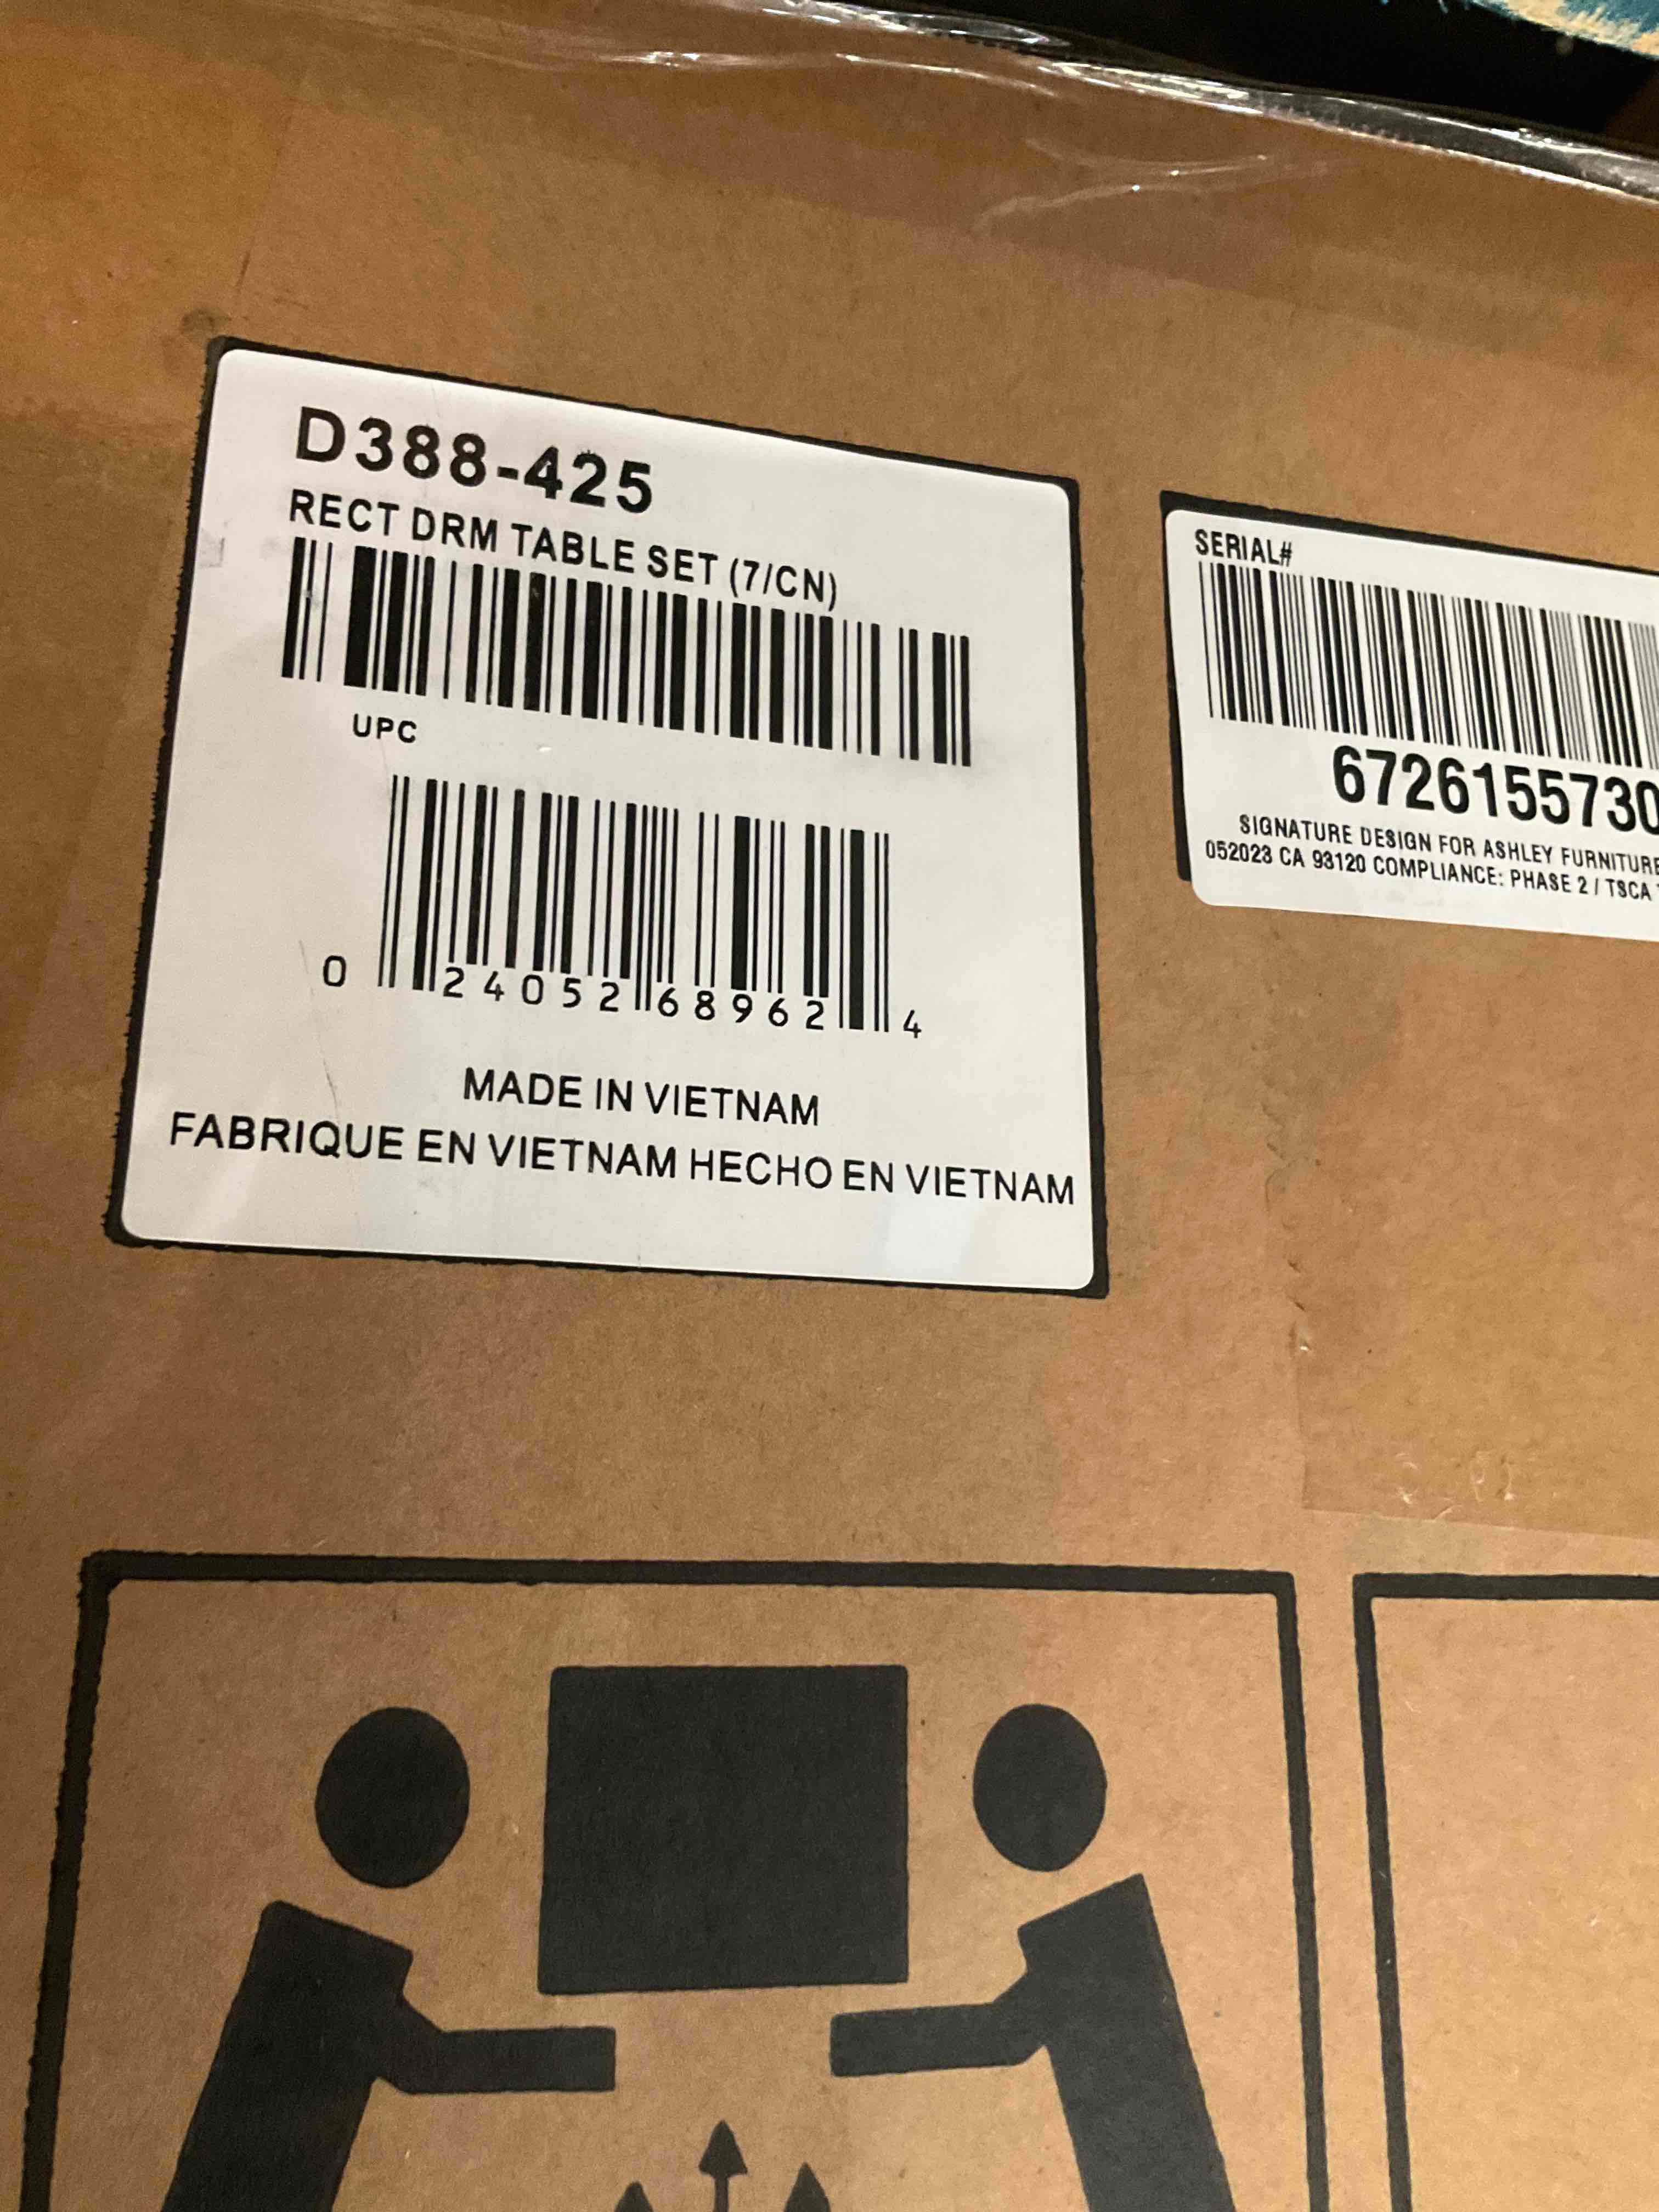 D388-425
RECT DRM TABLE SET (7/CN)
UPC
0 24052 68962 4
MADE IN VIETNAM
FABRIQUE EN VIETNAM HECHO EN VIETNAM
SERIAL#
6726155730
SIGNATURE DESIGN FOR ASHLEY FURNITURE
052023 CA 93120 COMPLIANCE: PHASE 2 / TSCA